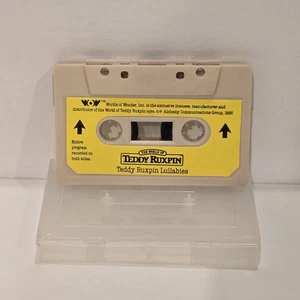 WOW™ Worlds of Wonder, Inc. is the exclusive licensee, manufacturer and
distributor of the World of Teddy Ruxpin toys. © Alchemy Communications Group, 1985
Entire
program
recorded on
both sides.
THE WORLD OF
TEDDY RUXPIN
Teddy Ruxpin Lullabies